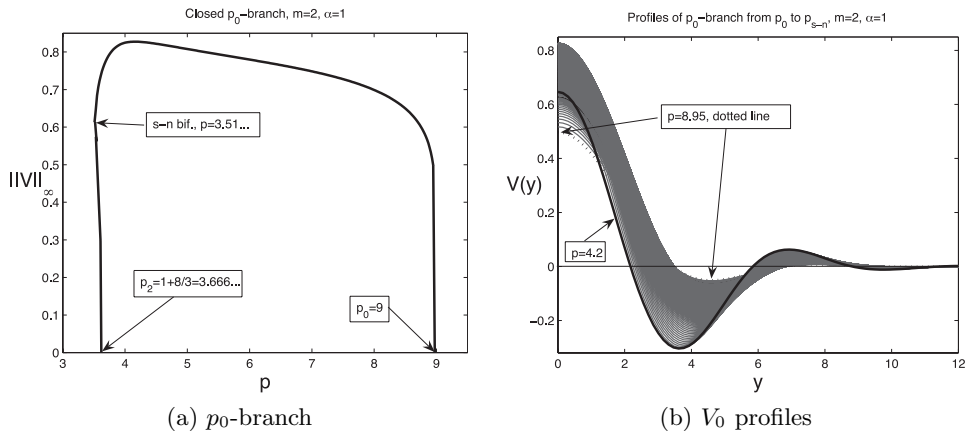 Closed p₀-branch, m=2, α=1
0.8
0.7
0.6
0.5
0.4
0.3
0.2
0.1
0
||V||∞
s-n bif., p=3.51...
p₂=1+8/3=3.666...
p₀=9
3 4 5 6 7 8 9
p
(a) p₀-branch
Profiles of p₀-branch from p₀ to pₛ₋ₙ, m=2, α=1
0.8
0.6
0.4
0.2
0
−0.2
V(y)
p=8.95, dotted line
p=4.2
0 2 4 6 8 10 12
y
(b) V₀ profiles